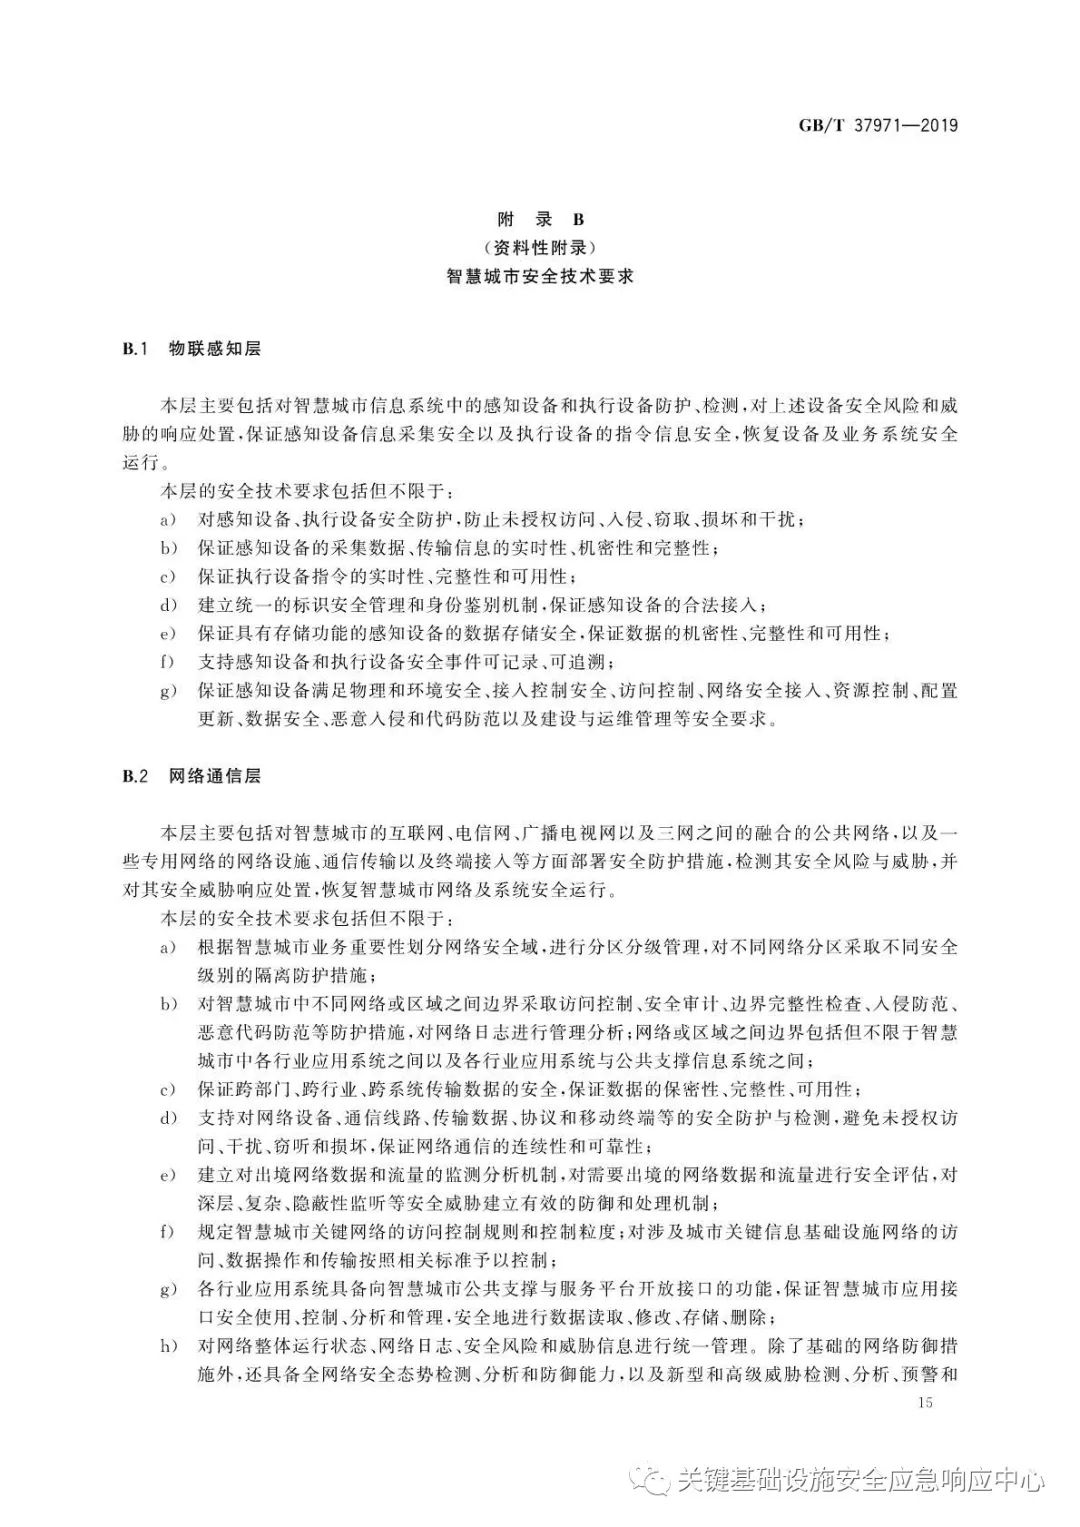 GB/T 37971—2019
附 录 B
（资料性附录）
智慧城市安全技术要求
B.1 物联感知层
本层主要包括对智慧城市信息系统中的感知设备和执行设备防护、检测，对上述设备安全风险和威
胁的响应处置，保证感知设备信息采集安全以及执行设备的指令信息安全，恢复设备及业务系统安全
运行。
本层的安全技术要求包括但不限于：
a） 对感知设备、执行设备安全防护，防止未授权访问、入侵、窃取、损坏和干扰；
b） 保证感知设备的采集数据、传输信息的实时性、机密性和完整性；
c） 保证执行设备指令的实时性、完整性和可用性；
d） 建立统一的标识安全管理和身份鉴别机制，保证感知设备的合法接入；
e） 保证具有存储功能的感知设备的数据存储安全，保证数据的机密性、完整性和可用性；
f） 支持感知设备和执行设备安全事件可记录、可追溯；
g） 保证感知设备满足物理和环境安全、接入控制安全、访问控制、网络安全接入、资源控制、配置
更新、数据安全、恶意入侵和代码防范以及建设与运维管理等安全要求。
B.2 网络通信层
本层主要包括对智慧城市的互联网、电信网、广播电视网以及三网之间的融合的公共网络，以及一
些专用网络的网络设施、通信传输以及终端接入等方面部署安全防护措施，检测其安全风险与威胁，并
对其安全威胁响应处置，恢复智慧城市网络及系统安全运行。
本层的安全技术要求包括但不限于：
a） 根据智慧城市业务重要性划分网络安全域，进行分区分级管理，对不同网络分区采取不同安全
级别的隔离防护措施；
b） 对智慧城市中不同网络或区域之间边界采取访问控制、安全审计、边界完整性检查、入侵防范、
恶意代码防范等防护措施，对网络日志进行管理分析；网络或区域之间边界包括但不限于智慧
城市中各行业应用系统之间以及各行业应用系统与公共支撑信息系统之间；
c） 保证跨部门、跨行业、跨系统传输数据的安全，保证数据的保密性、完整性、可用性；
d） 支持对网络设备、通信线路、传输数据、协议和移动终端等的安全防护与检测，避免未授权访
问、干扰、窃听和损坏，保证网络通信的连续性和可靠性；
e） 建立对出境网络数据和流量的监测分析机制，对需要出境的网络数据和流量进行安全评估，对
深层、复杂、隐蔽性监听等安全威胁建立有效的防御和处理机制；
f） 规定智慧城市关键网络的访问控制规则和控制粒度；对涉及城市关键信息基础设施网络的访
问、数据操作和传输按照相关标准予以控制；
g） 各行业应用系统具备向智慧城市公共支撑与服务平台开放接口的功能，保证智慧城市应用接
口安全使用、控制、分析和管理，安全地进行数据读取、修改、存储、删除；
h） 对网络整体运行状态、网络日志、安全风险和威胁信息进行统一管理。除了基础的网络防御措
施外，还具备全网络安全态势检测、分析和防御能力，以及新型和高级威胁检测、分析、预警和
15
关键基础设施安全应急响应中心